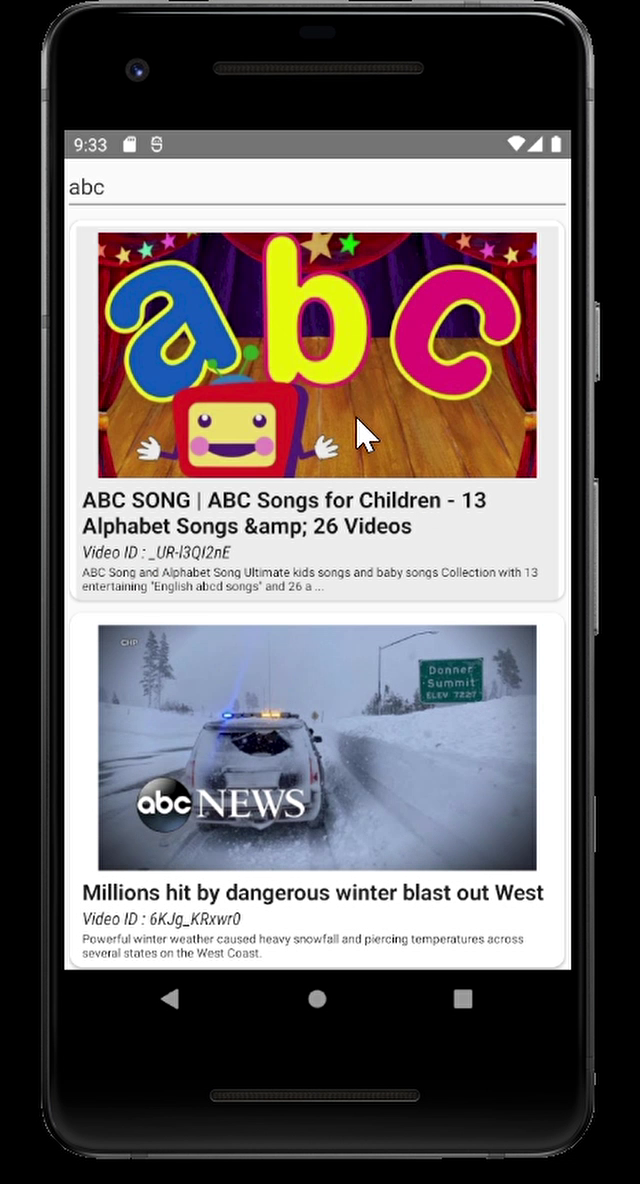 9:33
abc
abc
ABC SONG | ABC Songs for Children - 13
Alphabet Songs &amp; 26 Videos
Video ID : _UR-l3QI2nE
ABC Song and Alphabet Song Ultimate kids songs and baby songs Collection with 13
entertaining "English abcd songs" and 26 a ...
CHP
Donner
Summit
ELEV 7227
abc NEWS
Millions hit by dangerous winter blast out West
Video ID : 6KJg_KRxwr0
Powerful winter weather caused heavy snowfall and piercing temperatures across
several states on the West Coast.